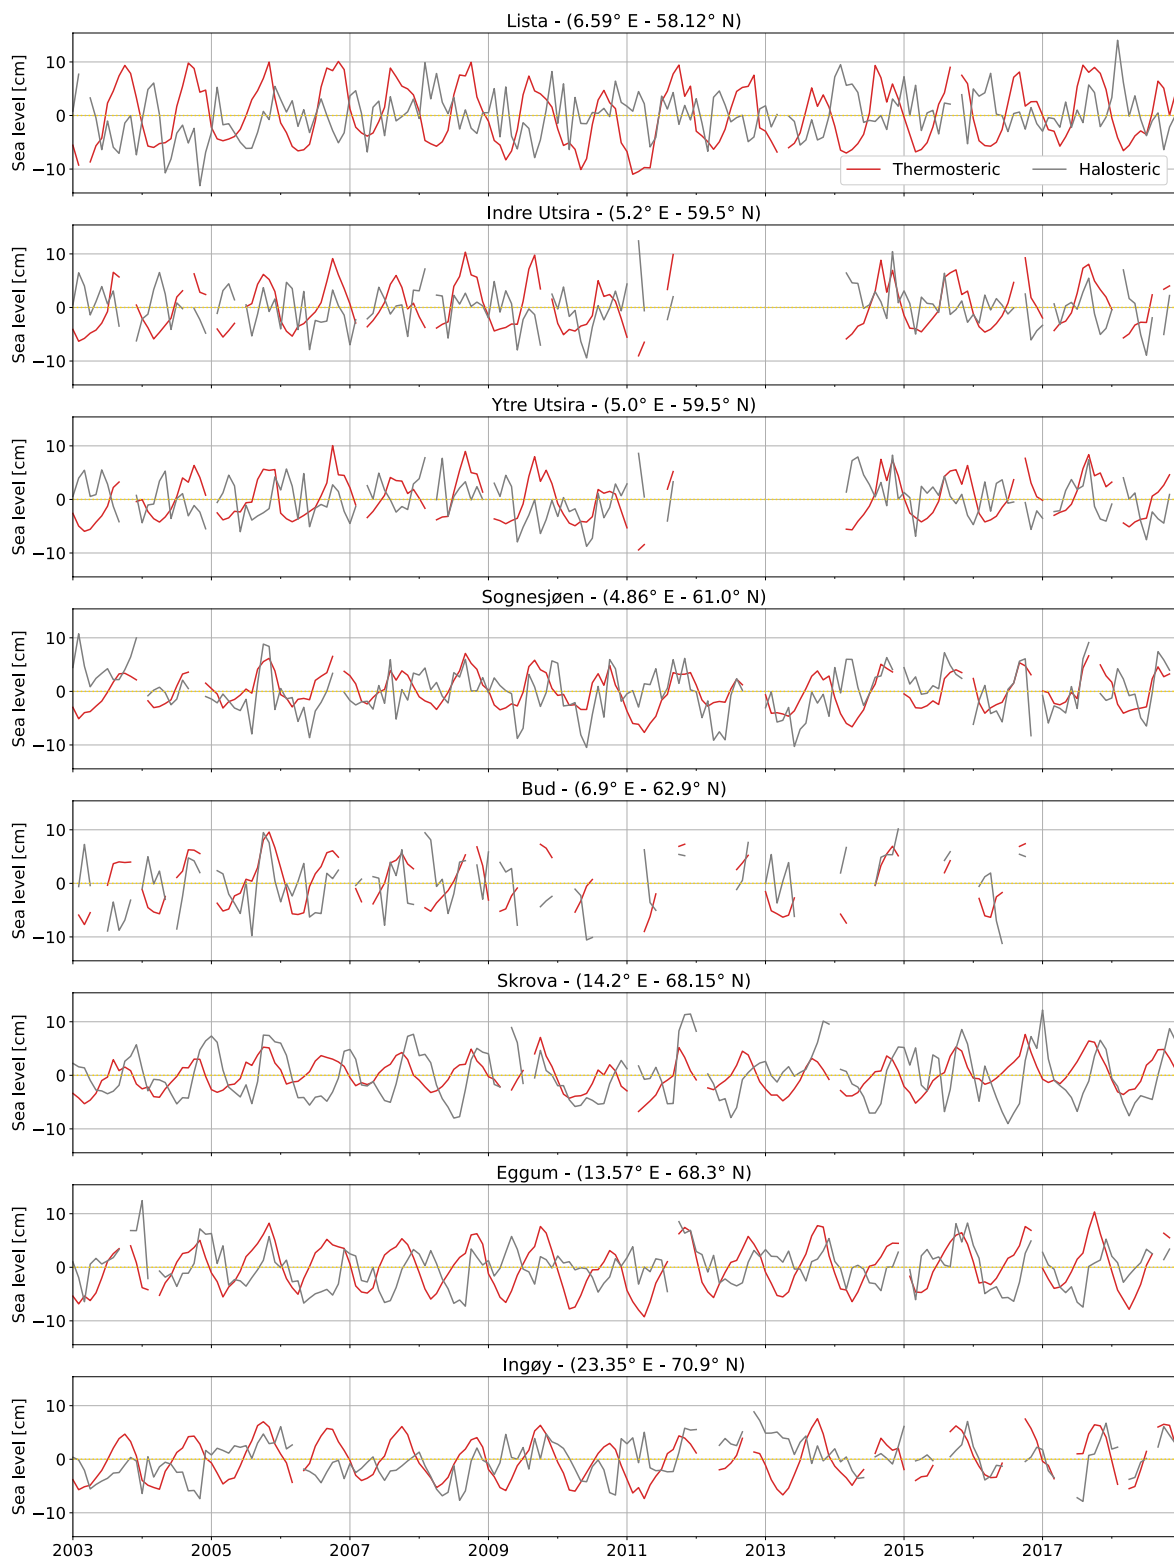 Lista - (6.59° E - 58.12° N)
Sea level [cm]
10
0
−10
Thermosteric
Halosteric
Indre Utsira - (5.2° E - 59.5° N)
Sea level [cm]
10
0
−10
Ytre Utsira - (5.0° E - 59.5° N)
Sea level [cm]
10
0
−10
Sognesjøen - (4.86° E - 61.0° N)
Sea level [cm]
10
0
−10
Bud - (6.9° E - 62.9° N)
Sea level [cm]
10
0
−10
Skrova - (14.2° E - 68.15° N)
Sea level [cm]
10
0
−10
Eggum - (13.57° E - 68.3° N)
Sea level [cm]
10
0
−10
Ingøy - (23.35° E - 70.9° N)
Sea level [cm]
10
0
−10
2003 2005 2007 2009 2011 2013 2015 2017